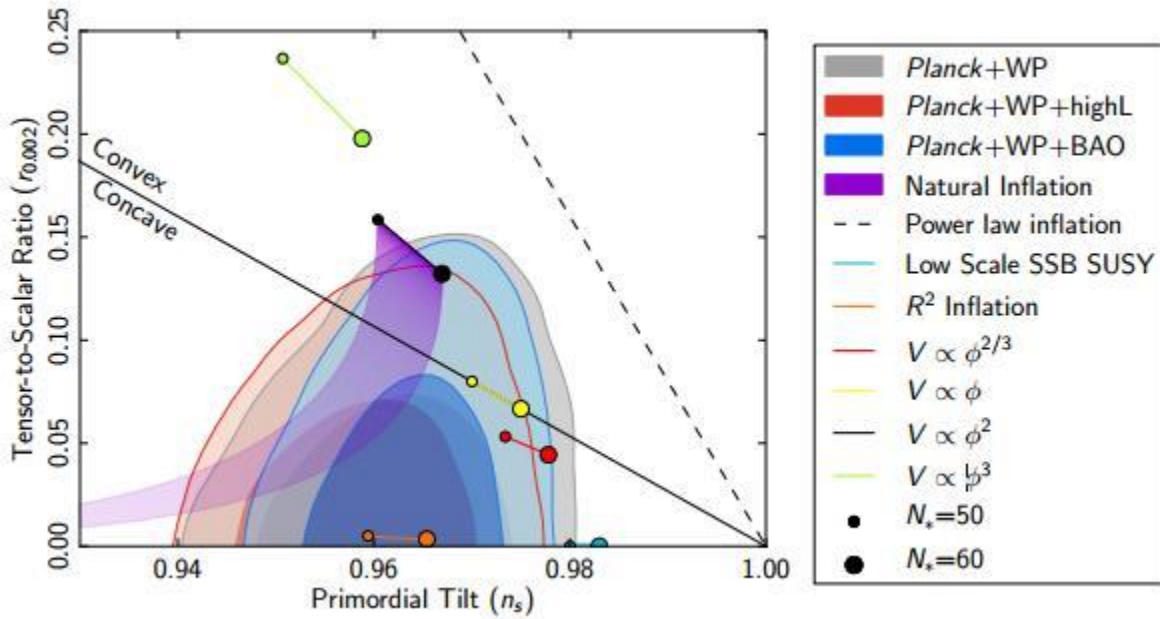 0.25
0.20
0.15
0.10
0.05
0.00
Tensor-to-Scalar Ratio (r0.002)
Convex
Concave
0.94
0.96
0.98
1.00
Primordial Tilt (ns)
Planck+WP
Planck+WP+highL
Planck+WP+BAO
Natural Inflation
Power law inflation
Low Scale SSB SUSY
R² Inflation
V ∝ ϕ^2/3
V ∝ ϕ
V ∝ ϕ²
V ∝ ϕ³
N*=50
N*=60